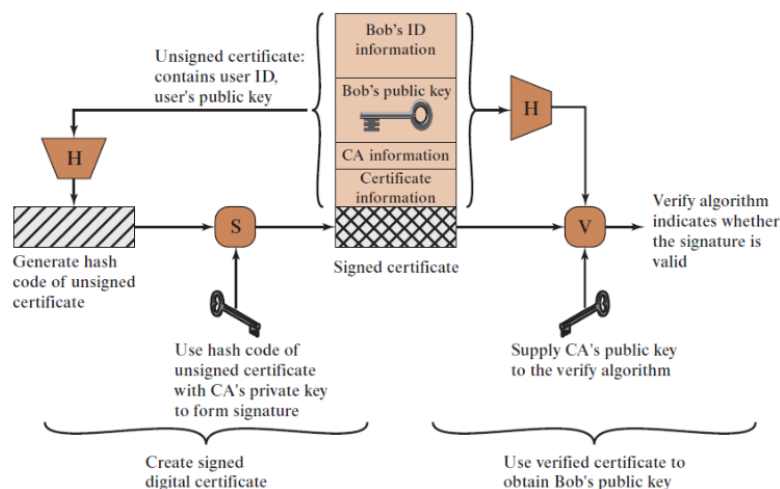 Bob's ID
information
Unsigned certificate:
contains user ID,
user's public key
Bob's public key
H
H
CA information
Certificate
information
S
V
Verify algorithm
indicates whether
the signature is
valid
Generate hash
code of unsigned
certificate
Signed certificate
Use hash code of
unsigned certificate
with CA's private key
to form signature
Supply CA's public key
to the verify algorithm
Create signed
digital certificate
Use verified certificate to
obtain Bob's public key